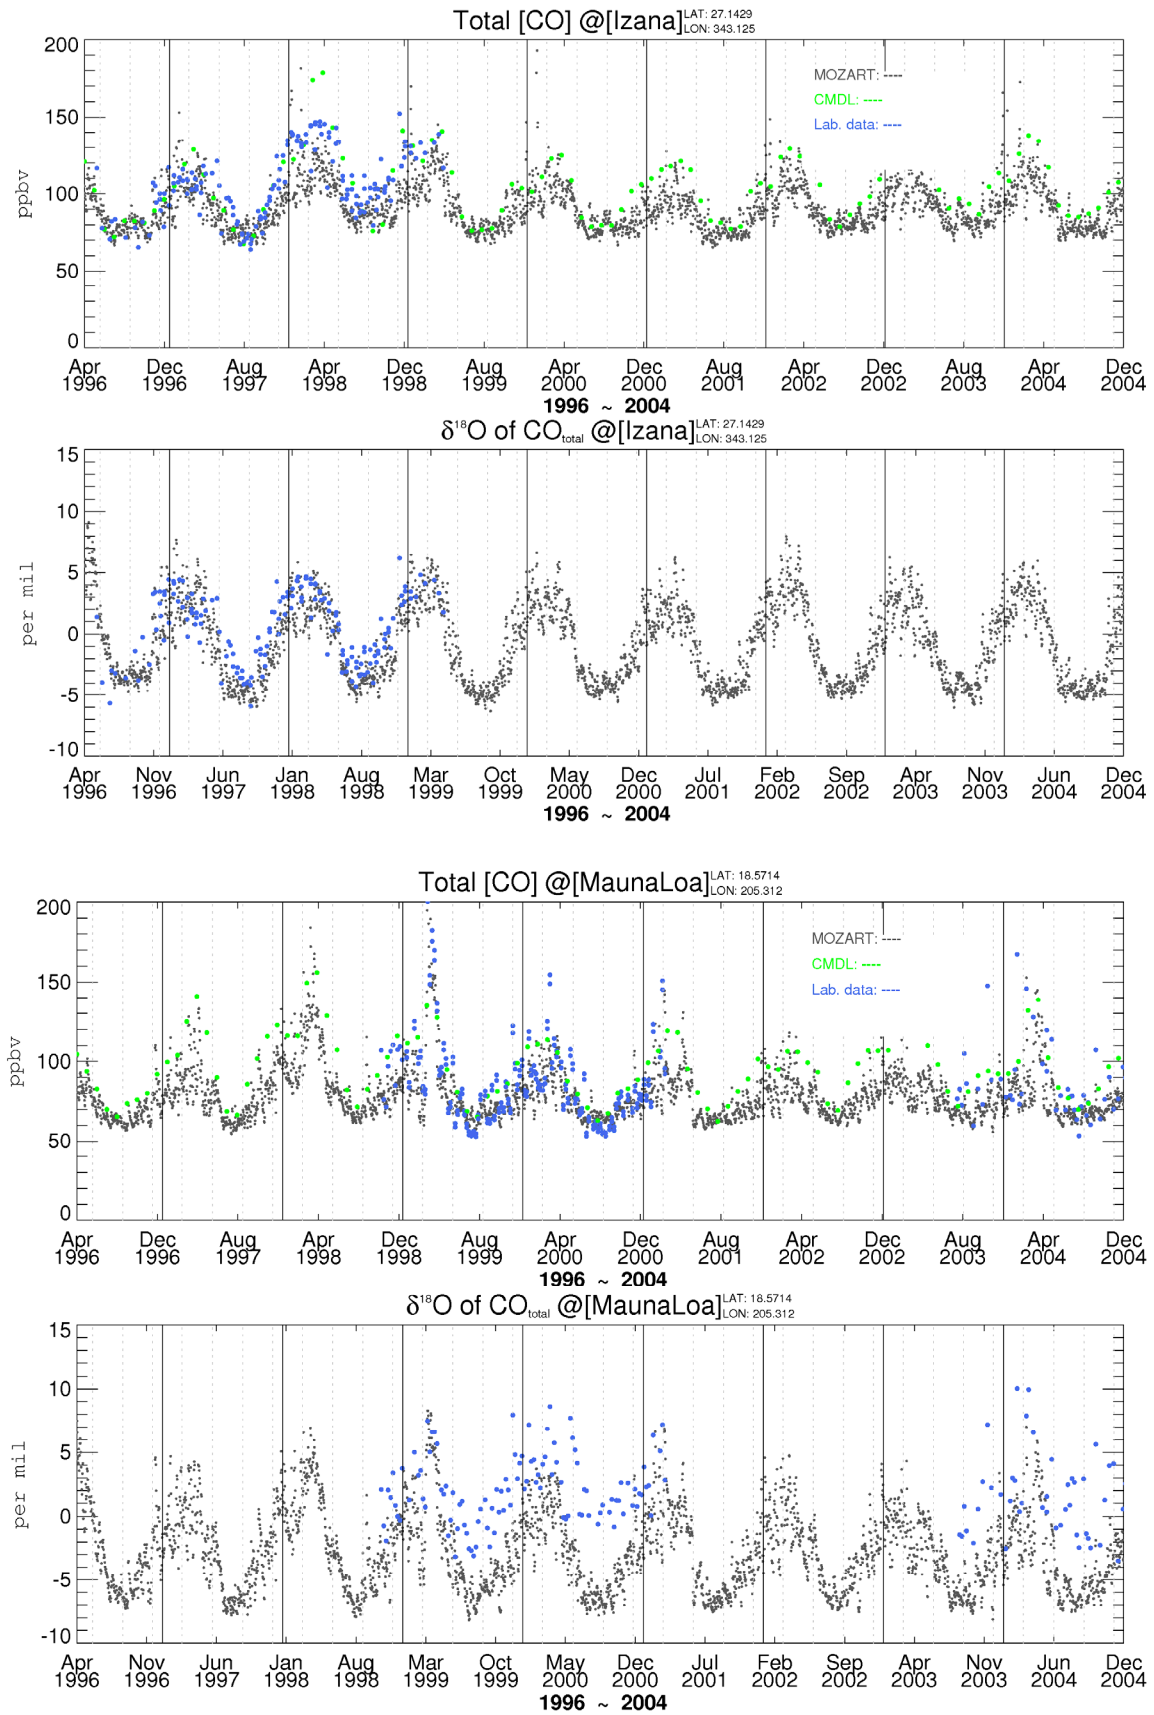 Total [CO] @[Izana] LAT: 27.1429 LON: 343.125
200
150
100
50
0
ppbv
MOZART: ----
CMDL: ----
Lab. data: ----
Apr 1996 Dec 1996 Aug 1997 Apr 1998 Dec 1998 Aug 1999 Apr 2000 Dec 2000 Aug 2001 Apr 2002 Dec 2002 Aug 2003 Apr 2004 Dec 2004
1996 ~ 2004
δ¹⁸O of CO total @[Izana] LAT: 27.1429 LON: 343.125
15
10
5
0
-5
-10
per mil
Apr 1996 Nov 1996 Jun 1997 Jan 1998 Aug 1998 Mar 1999 Oct 1999 May 2000 Dec 2000 Jul 2001 Feb 2002 Sep 2002 Apr 2003 Nov 2003 Jun 2004 Dec 2004
1996 ~ 2004
Total [CO] @[MaunaLoa] LAT: 18.5714 LON: 205.312
200
150
100
50
0
ppbv
MOZART: ----
CMDL: ----
Lab. data: ----
Apr 1996 Dec 1996 Aug 1997 Apr 1998 Dec 1998 Aug 1999 Apr 2000 Dec 2000 Aug 2001 Apr 2002 Dec 2002 Aug 2003 Apr 2004 Dec 2004
1996 ~ 2004
δ¹⁸O of CO total @[MaunaLoa] LAT: 18.5714 LON: 205.312
15
10
5
0
-5
-10
per mil
Apr 1996 Nov 1996 Jun 1997 Jan 1998 Aug 1998 Mar 1999 Oct 1999 May 2000 Dec 2000 Jul 2001 Feb 2002 Sep 2002 Apr 2003 Nov 2003 Jun 2004 Dec 2004
1996 ~ 2004